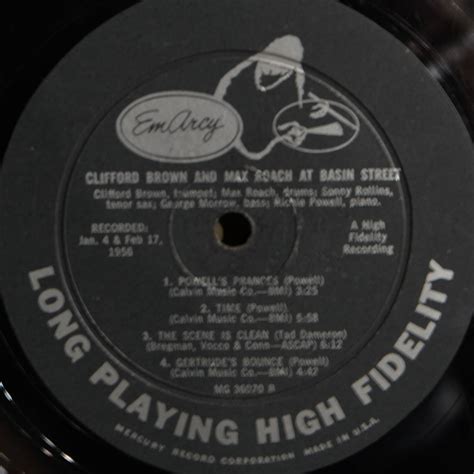 EmArcy
CLIFFORD BROWN AND MAX ROACH AT BASIN STREET
Clifford Brown, trumpet; Max Roach, drums; Sonny Rollins,
tenor sax; George Morrow, bass; Richie Powell, piano.
RECORDED:
Jan. 4 & Feb 17,
1956
A High
Fidelity
Recording
1. POWELL'S PRANCES (Powell)
(Calvin Music Co.—BMI) 3:25
2. TIME (Powell)
(Calvin Music Co.—BMI) 5:58
3. THE SCENE IS CLEAN (Tad Dameron)
(Bregman, Vocco & Conn—ASCAP) 6:12
4. GERTRUDE'S BOUNCE (Powell)
(Calvin Music Co.—BMI) 4:42
MG 36070 B
LONG PLAYING HIGH FIDELITY
MERCURY RECORD CORPORATION MADE IN U.S.A.